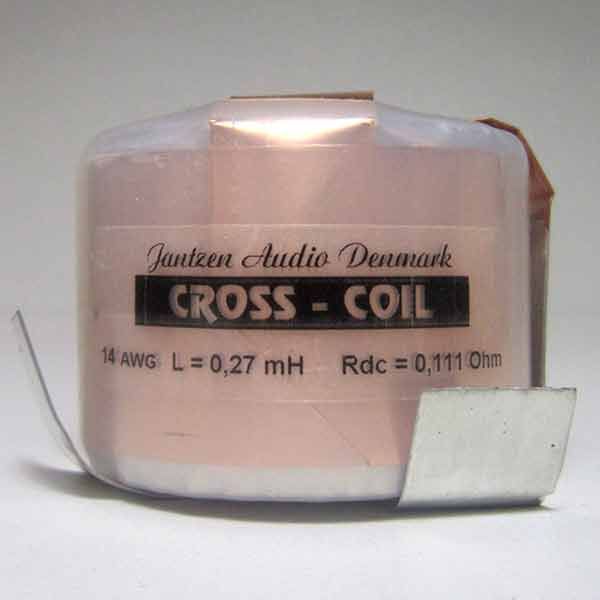 Jantzen Audio Denmark
CROSS - COIL
14 AWG L = 0,27 mH Rdc = 0,111 Ohm